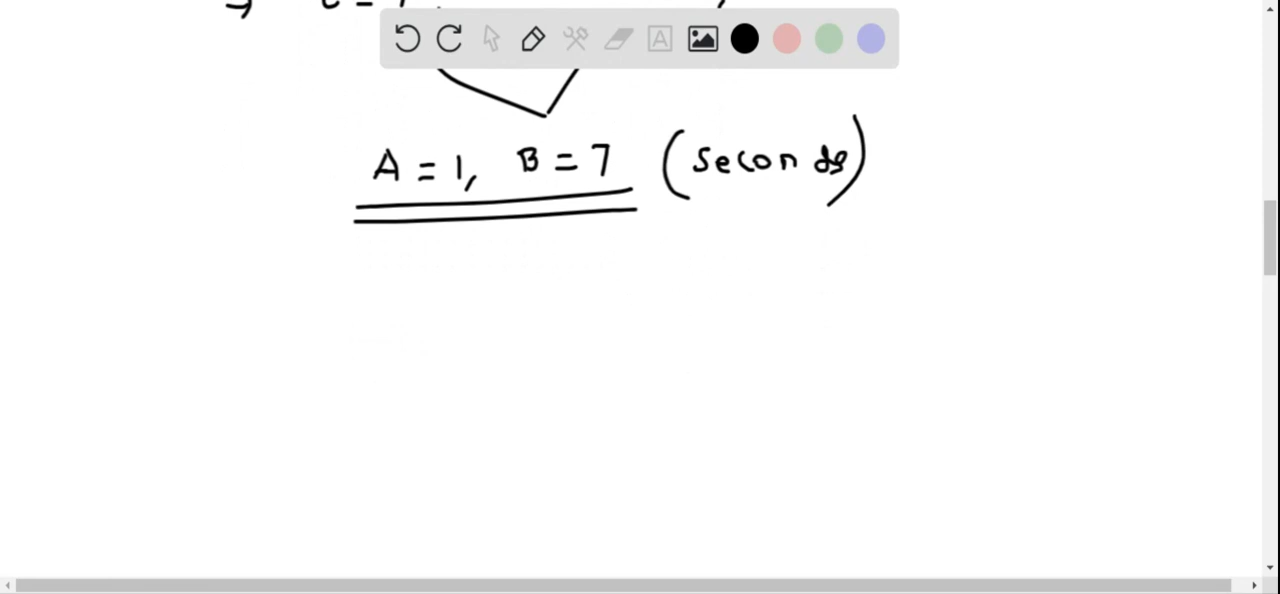 A = 1, B = 7 (seconds)